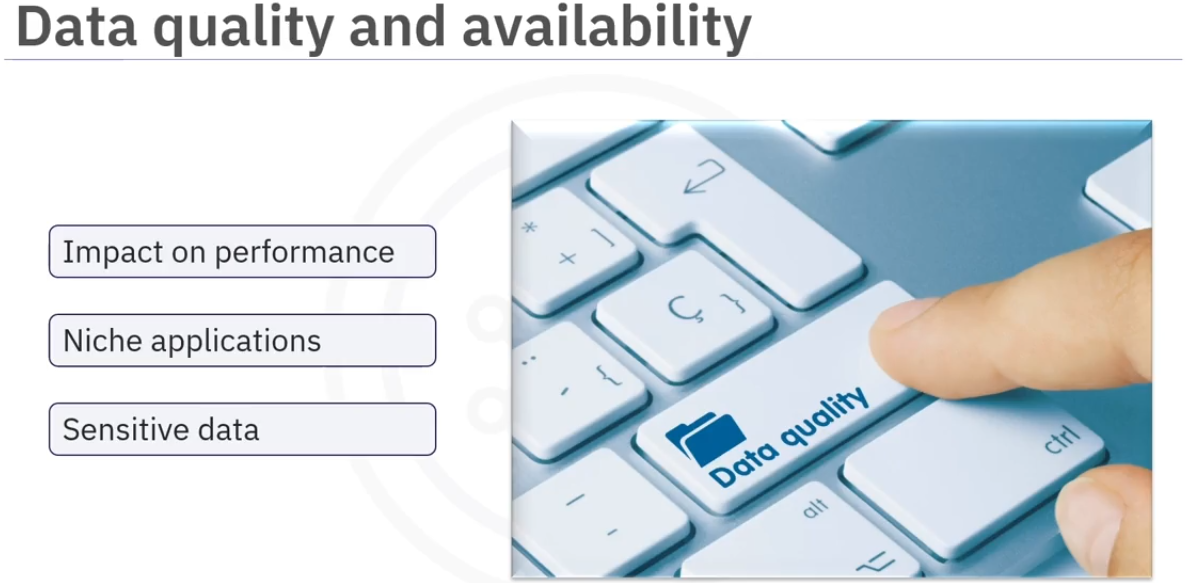 Data quality and availability
Impact on performance
Niche applications
Sensitive data
* + ]
Ç }
¨ - {
Data quality
ctrl
alt